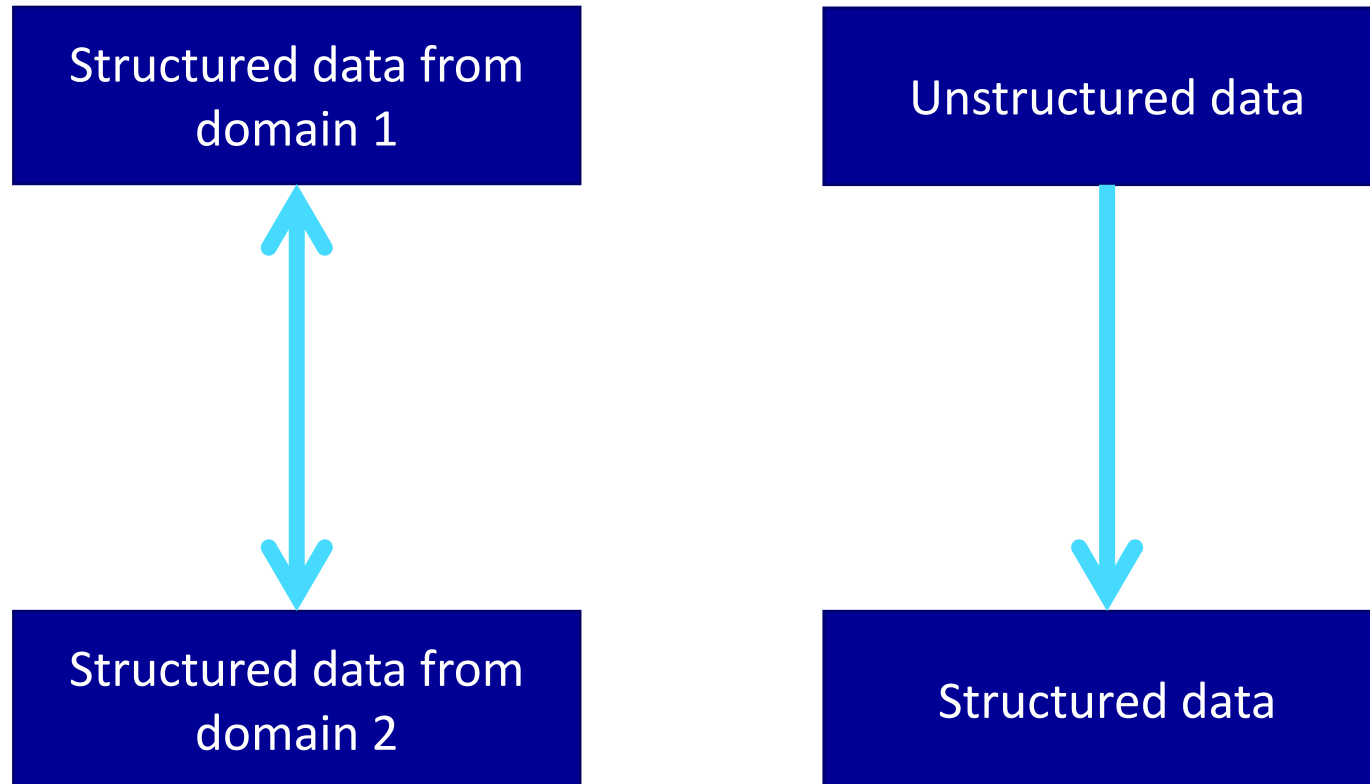 Structured data from
domain 1
Unstructured data
Structured data from
domain 2
Structured data